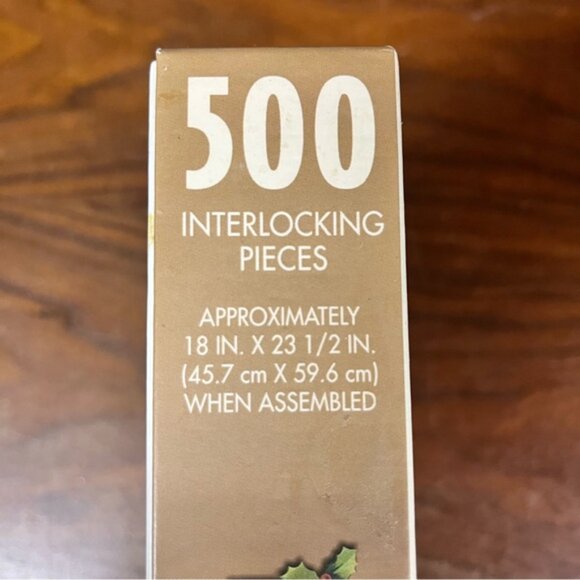 500
INTERLOCKING
PIECES
APPROXIMATELY
18 IN. X 23 1/2 IN.
(45.7 cm X 59.6 cm)
WHEN ASSEMBLED